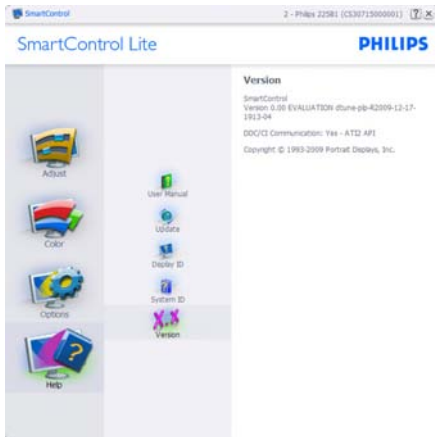 SmartControl
2 - Philips 225B1 (CS30715000001)
SmartControl Lite
PHILIPS
Adjust
Color
Options
Help
User Manual
Update
Display ID
System ID
X.X
Version
Version
SmartControl
Version 0.00 EVALUATION dtune-plp-R2009-12-17-
1913-04
DDC/CI Communication: Yes - ATI2 API
Copyright © 1993-2009 Portrait Displays, Inc.